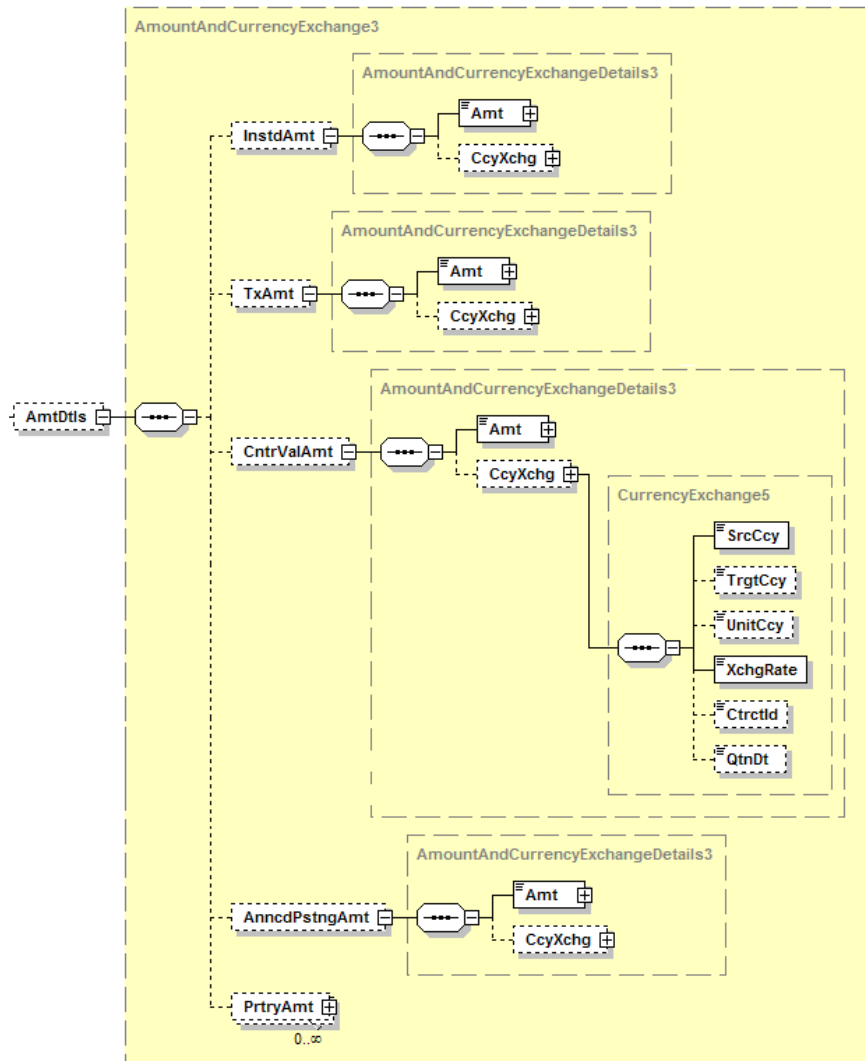 AmountAndCurrencyExchange3
AmountAndCurrencyExchangeDetails3
InstdAmt
Amt
CcyXchg
AmountAndCurrencyExchangeDetails3
TxAmt
Amt
CcyXchg
AmtDtls
AmountAndCurrencyExchangeDetails3
CntrValAmt
Amt
CcyXchg
CurrencyExchange5
SrcCcy
TrgtCcy
UnitCcy
XchgRate
CtrctId
QtnDt
AmountAndCurrencyExchangeDetails3
AnncdPstngAmt
Amt
CcyXchg
PrtryAmt
0..∞